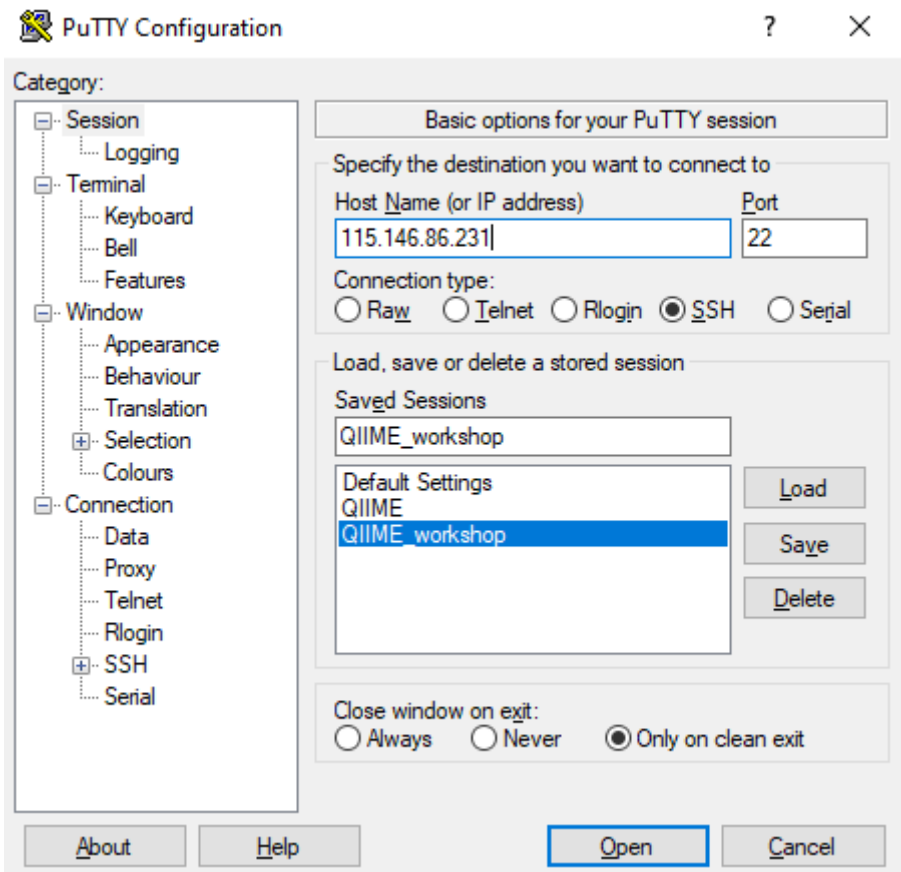 PuTTY Configuration
?
Category:
Session
Logging
Terminal
Keyboard
Bell
Features
Window
Appearance
Behaviour
Translation
Selection
Colours
Connection
Data
Proxy
Telnet
Rlogin
SSH
Serial
Basic options for your PuTTY session
Specify the destination you want to connect to
Host Name (or IP address) Port
115.146.86.231 22
Connection type:
Raw Telnet Rlogin SSH Serial
Load, save or delete a stored session
Saved Sessions
QIIME_workshop
Default Settings
QIIME
QIIME_workshop
Load
Save
Delete
Close window on exit:
Always Never Only on clean exit
About Help Open Cancel